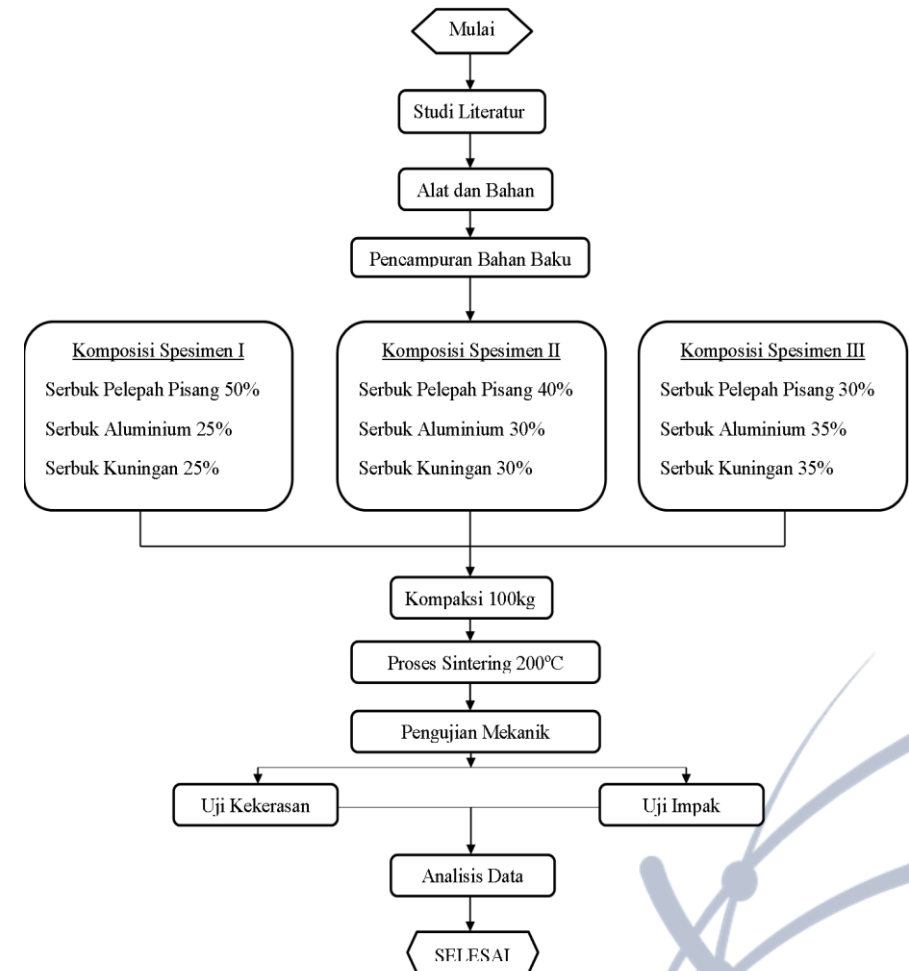 Mulai
Studi Literatur
Alat dan Bahan
Pencampuran Bahan Baku
Komposisi Spesimen I
Serbuk Pelepah Pisang 50%
Serbuk Aluminium 25%
Serbuk Kuningan 25%
Komposisi Spesimen II
Serbuk Pelepah Pisang 40%
Serbuk Aluminium 30%
Serbuk Kuningan 30%
Komposisi Spesimen III
Serbuk Pelepah Pisang 30%
Serbuk Aluminium 35%
Serbuk Kuningan 35%
Kompaksi 100kg
Proses Sintering 200°C
Pengujian Mekanik
Uji Kekerasan
Uji Impak
Analisis Data
SELESAI